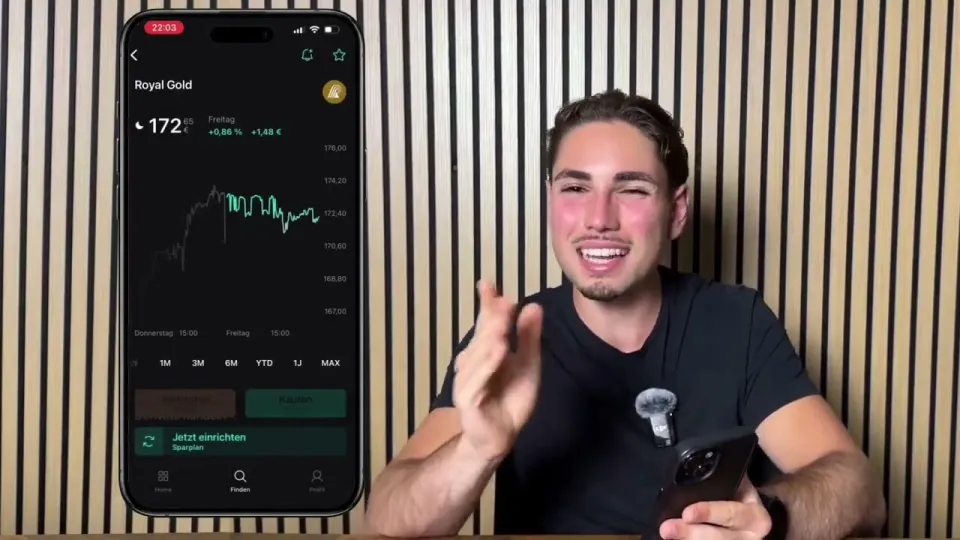 22:03
Royal Gold
172 65 €
Freitag
+0,86 % +1,48 €
176,00
174,20
172,40
170,60
168,80
167,00
Donnerstag 15:00 Freitag 15:00
1M 3M 6M YTD 1J MAX
Kaufen
Jetzt einrichten
Sparplan
Home Finden Profil